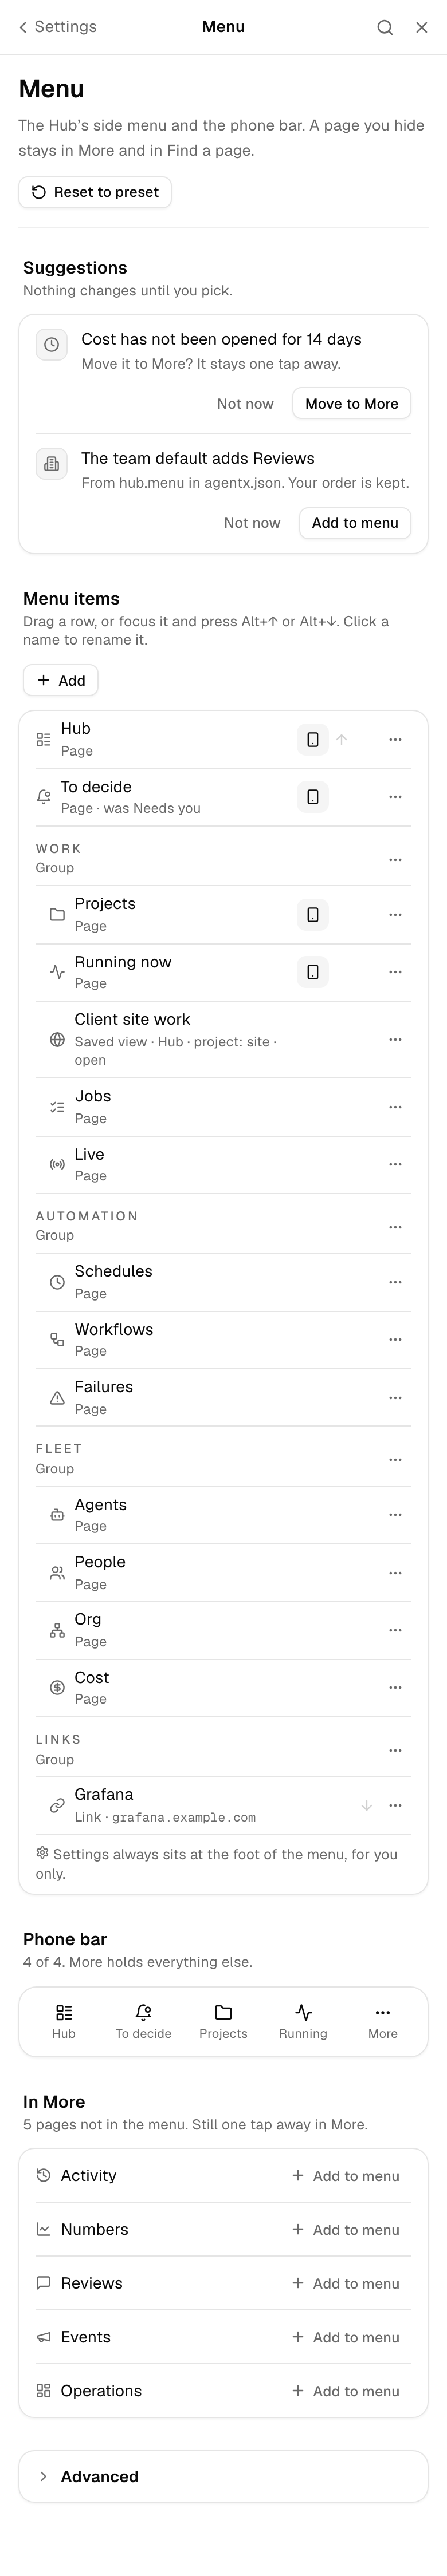 Settings
Menu
Menu
The Hub’s side menu and the phone bar. A page you hide
stays in More and in Find a page.
Reset to preset
Suggestions
Nothing changes until you pick.
Cost has not been opened for 14 days
Move it to More? It stays one tap away.
Not now
Move to More
The team default adds Reviews
From hub.menu in agentx.json. Your order is kept.
Not now
Add to menu
Menu items
Drag a row, or focus it and press Alt+↑ or Alt+↓. Click a
name to rename it.
Add
Hub
Page
To decide
Page · was Needs you
WORK
Group
Projects
Page
Running now
Page
Client site work
Saved view · Hub · project: site ·
open
Jobs
Page
Live
Page
AUTOMATION
Group
Schedules
Page
Workflows
Page
Failures
Page
FLEET
Group
Agents
Page
People
Page
Org
Page
Cost
Page
LINKS
Group
Grafana
Link · grafana.example.com
Settings always sits at the foot of the menu, for you
only.
Phone bar
4 of 4. More holds everything else.
Hub
To decide
Projects
Running
More
In More
5 pages not in the menu. Still one tap away in More.
Activity
Add to menu
Numbers
Add to menu
Reviews
Add to menu
Events
Add to menu
Operations
Add to menu
Advanced